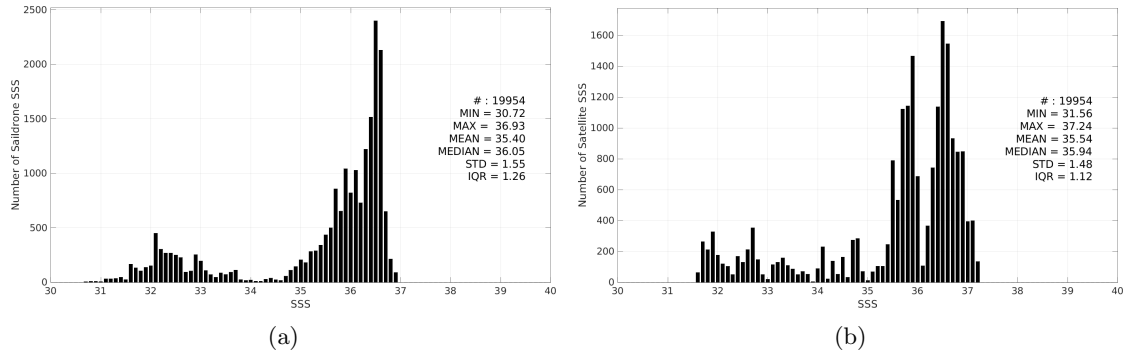 2500
2000
1500
1000
500
0
Number of Saildrone SSS
# : 19954
MIN = 30.72
MAX = 36.93
MEAN = 35.40
MEDIAN = 36.05
STD = 1.55
IQR = 1.26
30 31 32 33 34 35 36 37 38 39 40
SSS
(a)
1600
1400
1200
1000
800
600
400
200
0
Number of Satellite SSS
# : 19954
MIN = 31.56
MAX = 37.24
MEAN = 35.54
MEDIAN = 35.94
STD = 1.48
IQR = 1.12
30 31 32 33 34 35 36 37 38 39 40
SSS
(b)